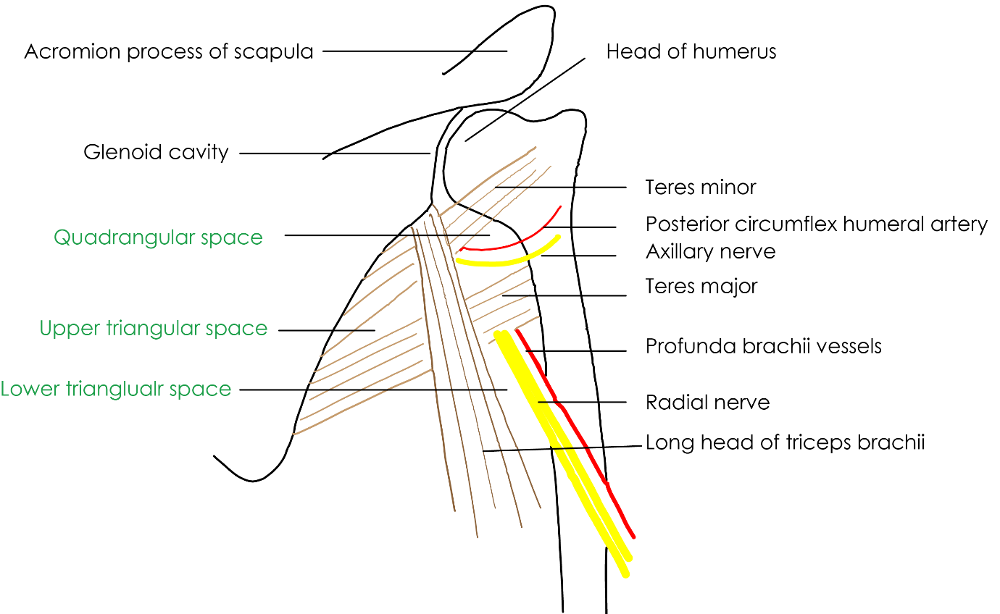 Acromion process of scapula
Head of humerus
Glenoid cavity
Teres minor
Posterior circumflex humeral artery
Quadrangular space
Axillary nerve
Teres major
Upper triangular space
Profunda brachii vessels
Lower trianglualr space
Radial nerve
Long head of triceps brachii